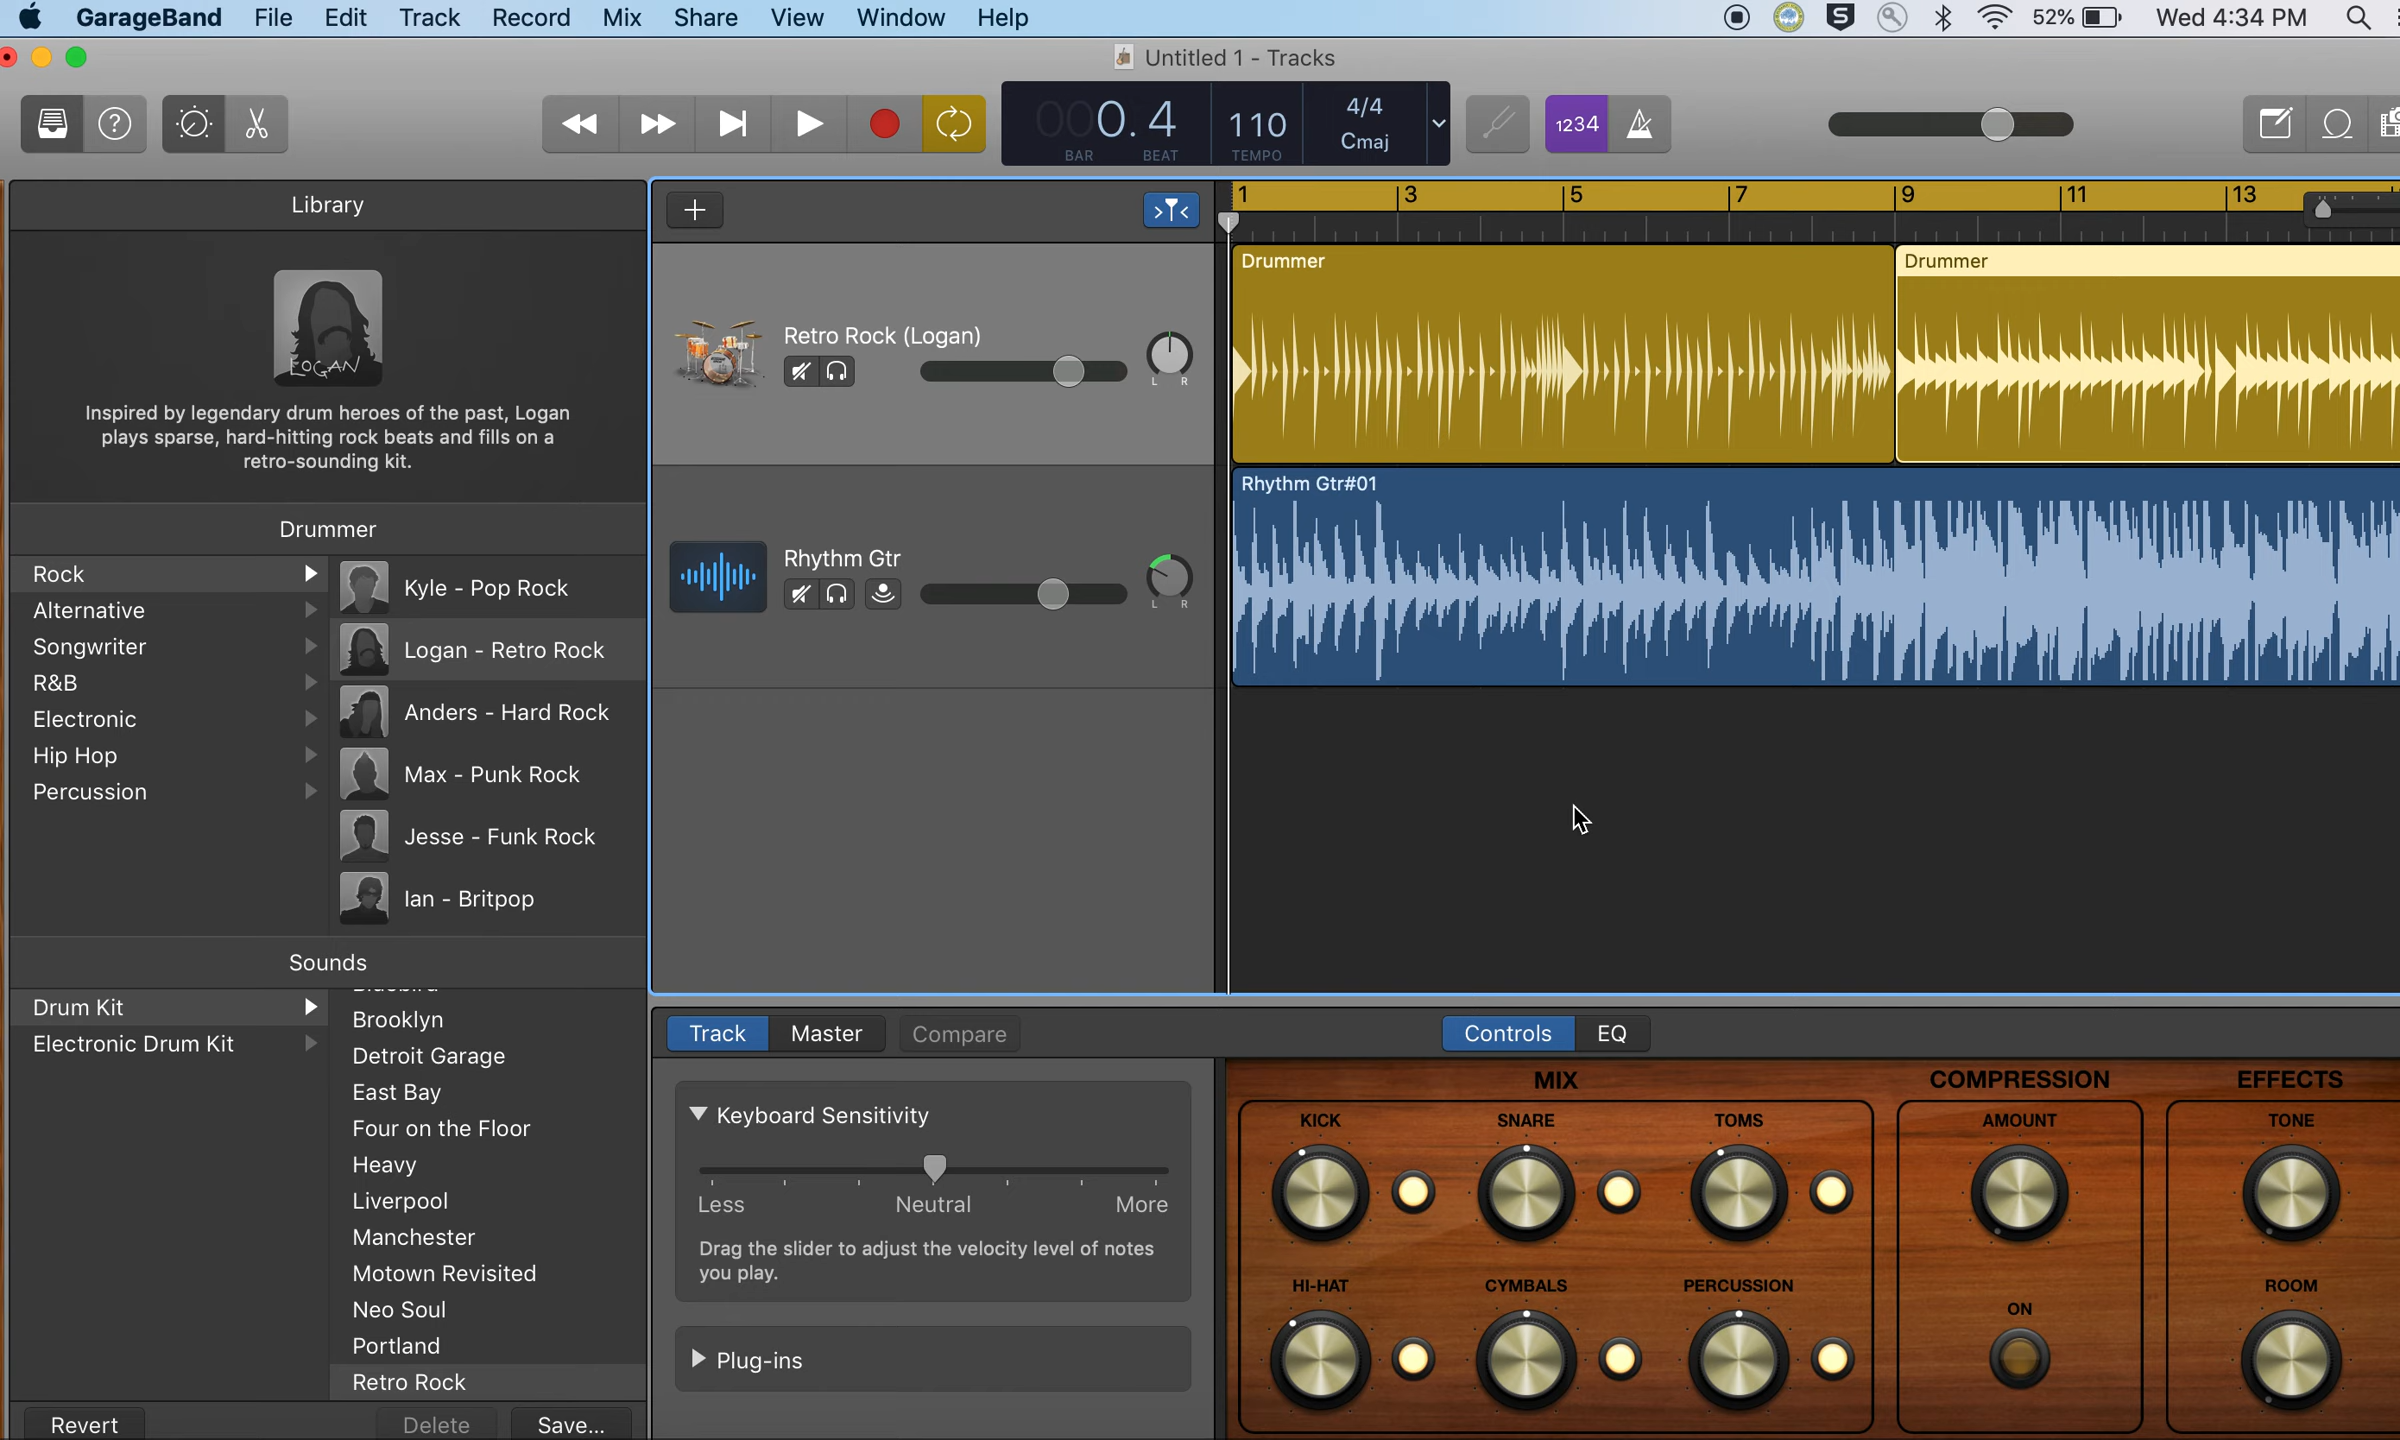 GarageBand File Edit Track Record Mix Share View Window Help
S 52% Wed 4:34 PM
Untitled 1 - Tracks
000.4 110 4/4
Cmaj
BAR BEAT TEMPO
1234
Library
1 3 5 7 9 11 13
LOGAN
Inspired by legendary drum heroes of the past, Logan
plays sparse, hard-hitting rock beats and fills on a
retro-sounding kit.
Drummer
Rock
Alternative
Songwriter
R&B
Electronic
Hip Hop
Percussion
Kyle - Pop Rock
Logan - Retro Rock
Anders - Hard Rock
Max - Punk Rock
Jesse - Funk Rock
Ian - Britpop
Sounds
Drum Kit
Electronic Drum Kit
Brooklyn
Detroit Garage
East Bay
Four on the Floor
Heavy
Liverpool
Manchester
Motown Revisited
Neo Soul
Portland
Retro Rock
Revert Delete Save...
Retro Rock (Logan)
L R
Rhythm Gtr
L R
Drummer Drummer
Rhythm Gtr#01
Track Master Compare Controls EQ
Keyboard Sensitivity
Less Neutral More
Drag the slider to adjust the velocity level of notes
you play.
Plug-ins
MIX COMPRESSION EFFECTS
KICK SNARE TOMS AMOUNT TONE
HI-HAT CYMBALS PERCUSSION ON ROOM